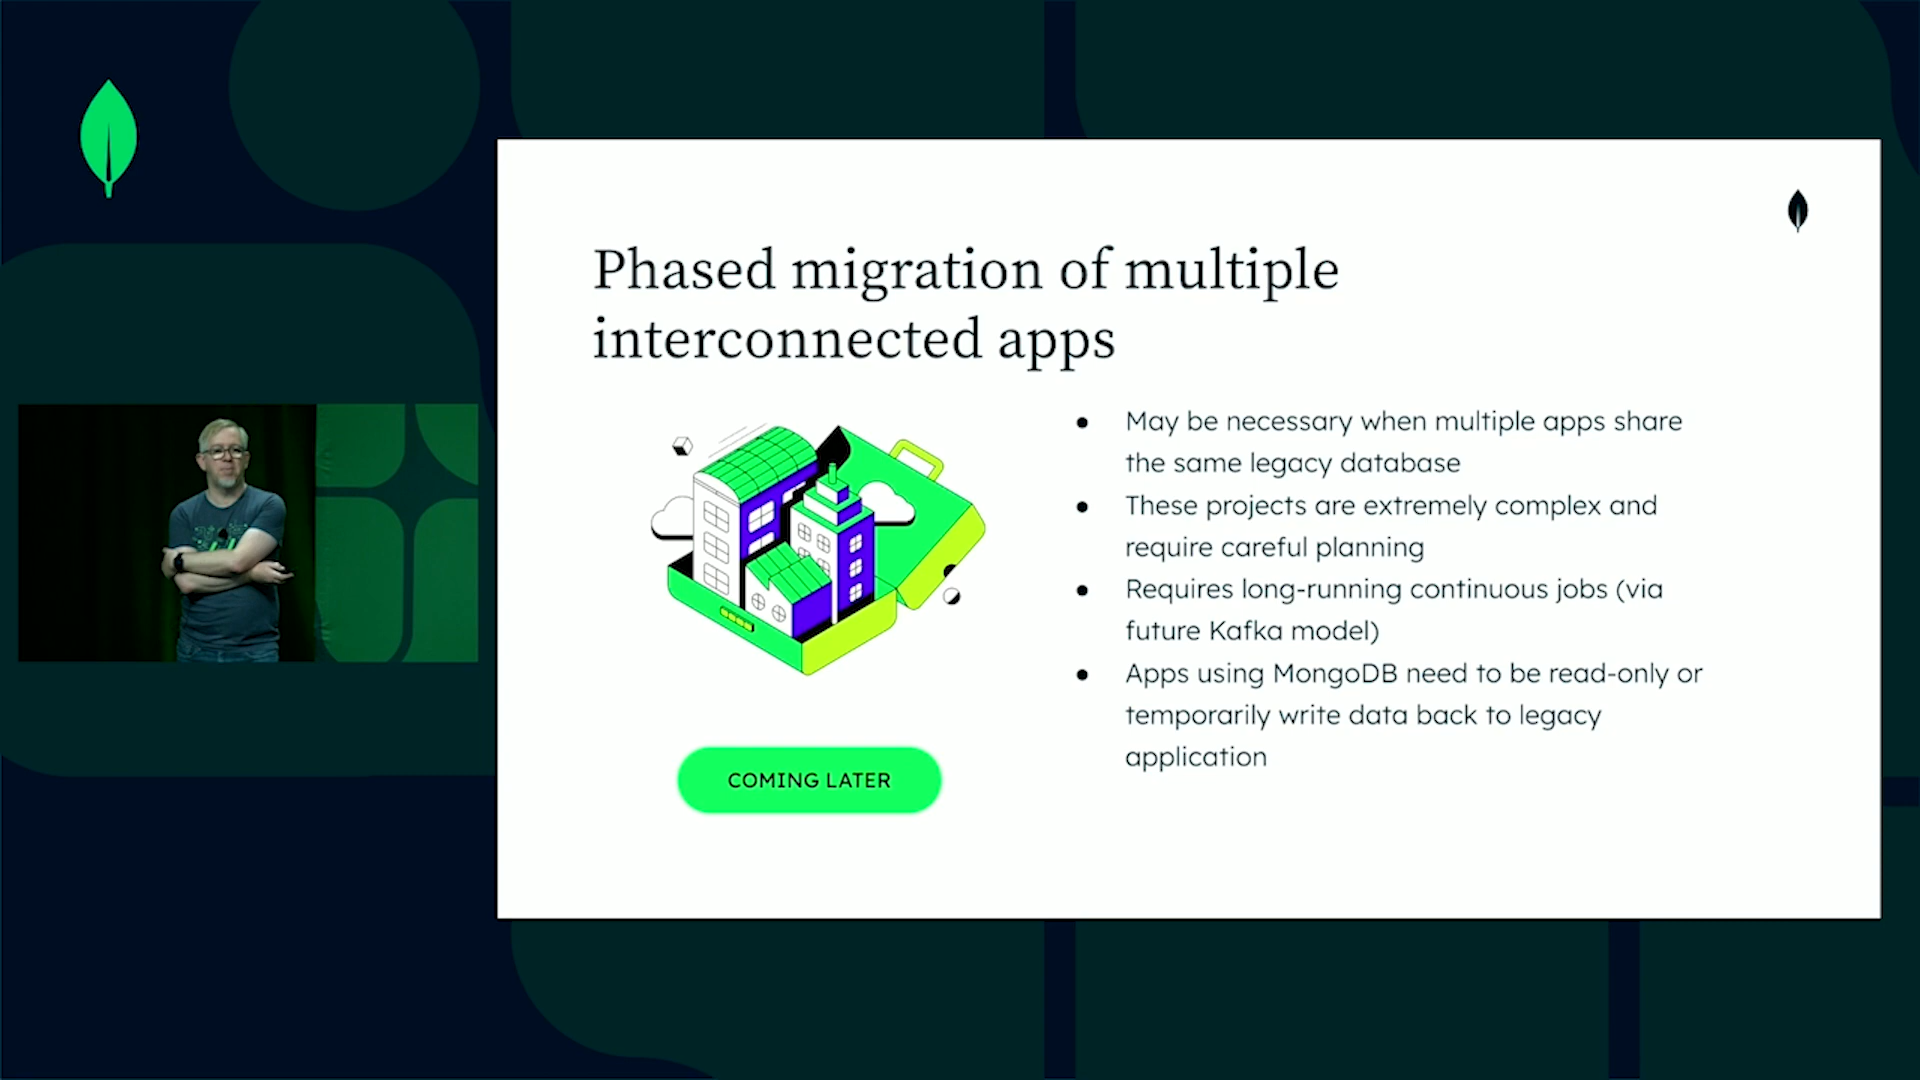 Phased migration of multiple
interconnected apps
● May be necessary when multiple apps share
the same legacy database
● These projects are extremely complex and
require careful planning
● Requires long-running continuous jobs (via
future Kafka model)
● Apps using MongoDB need to be read-only or
temporarily write data back to legacy
application
COMING LATER